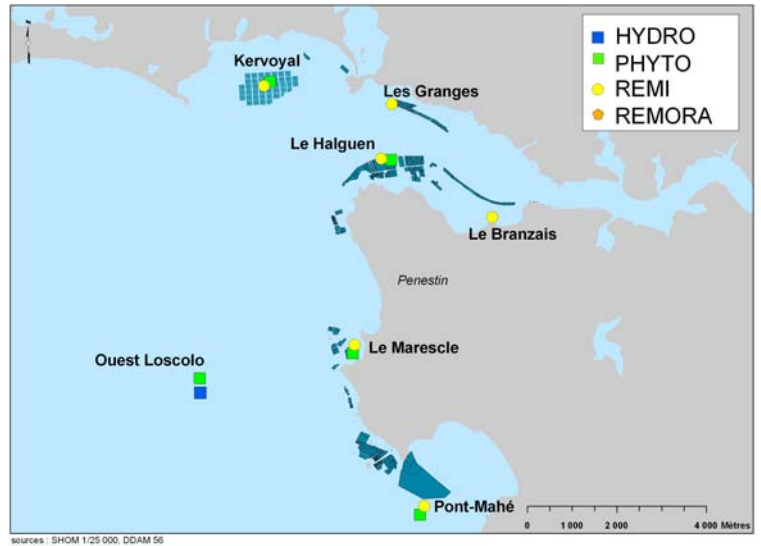 HYDRO
PHYTO
REMI
REMORA
Kervoyal
Les Granges
Le Halguen
Le Branzais
Penestin
Le Marescle
Ouest Loscolo
Pont-Mahé
0 1 000 2 000 4 000 Mètres
sources : SHOM 1/25 000, DDAM 56